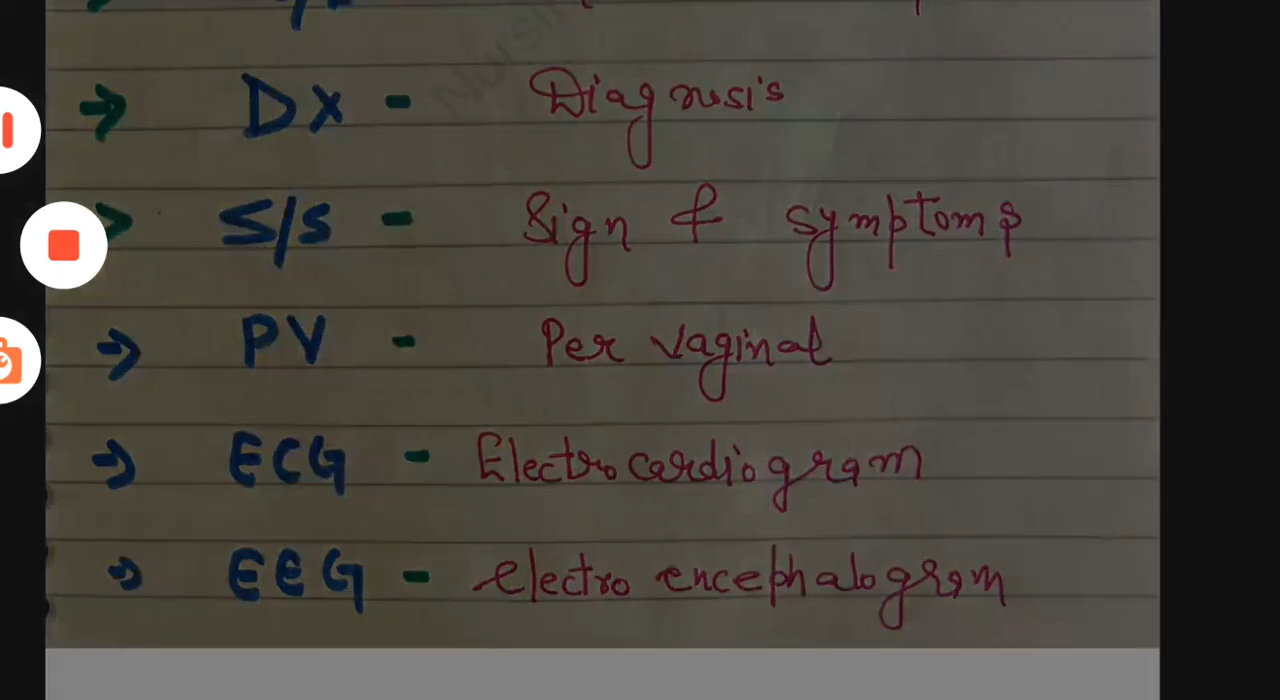 → DX - Diagnosis
→ S/S - Sign & symptoms
→ PV - Per vaginal
→ ECG - Electrocardiogram
→ EEG - electro encephalogram